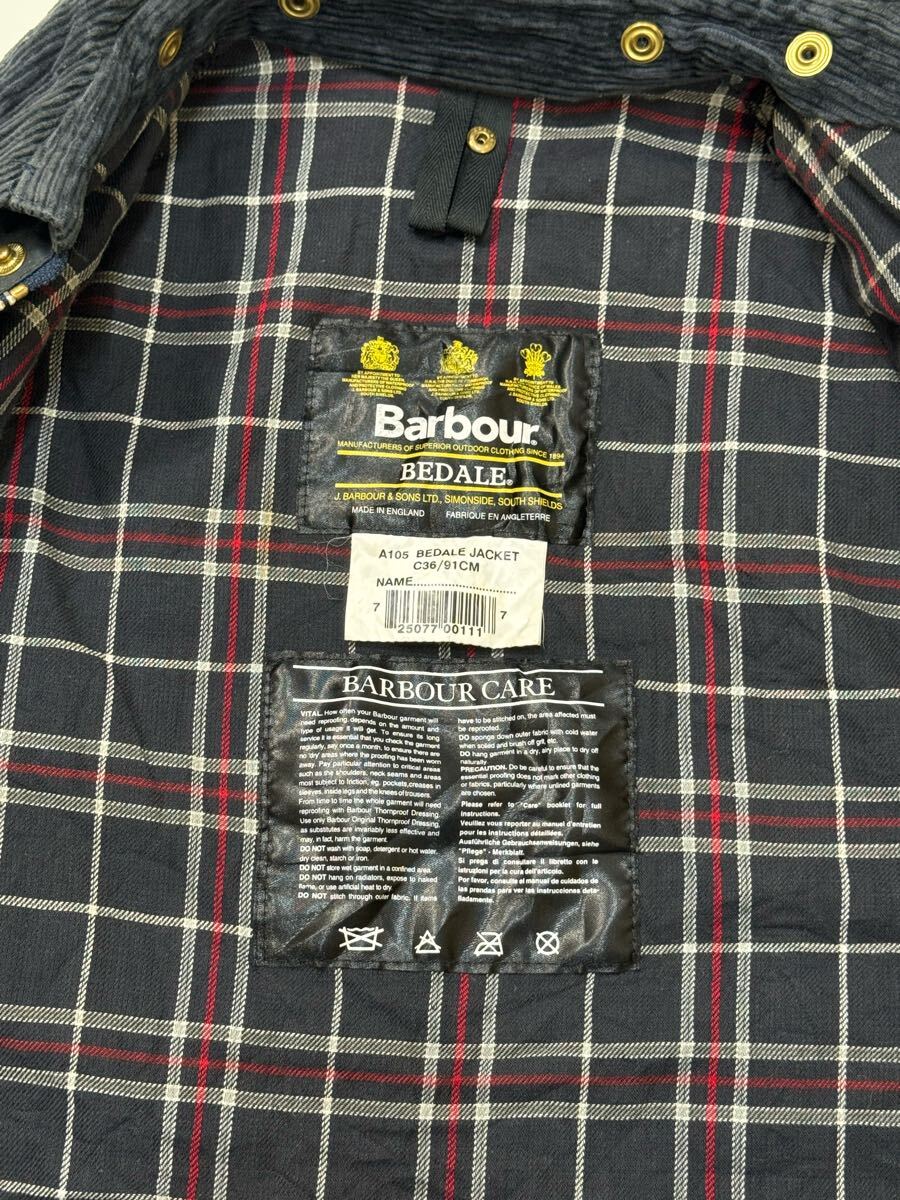 Barbour®
MANUFACTURERS OF SUPERIOR OUTDOOR CLOTHING SINCE 1894
BEDALE®
J. BARBOUR & SONS LTD., SIMONSIDE, SOUTH SHIELDS
MADE IN ENGLAND FABRIQUE EN ANGLETERRE
A105 BEDALE JACKET
C36/91CM
NAME..............................
7 25077 00111 7
BARBOUR CARE
VITAL. How often your Barbour garment will
need reproofing depends on the amount and
type of usage it will get. To ensure its long
service it is essential that you check the garment
regularly, say once a month, to ensure there are
no 'dry' areas where the proofing has been worn
away. Pay particular attention to critical areas
such as the shoulders, neck seams and areas
most subject to friction, eg. pockets, creases in
sleeves, inside legs and the knees of trousers.
From time to time the whole garment will need
reproofing with Barbour Thornproof Dressing.
Use only Barbour Original Thornproof Dressing,
as substitutes are invariably less effective and
may, in fact, harm the garment.
DO NOT wash with soap, detergent or hot water,
dry clean, starch or iron.
DO NOT store wet garment in a confined area.
DO NOT hang on radiators, expose to naked
flame, or use artificial heat to dry.
DO NOT stitch through outer fabric. If items
have to be stitched on, the area affected must
be reproofed.
DO sponge down outer fabric with cold water
when soiled and brush off grit, etc.
DO hang garment in a dry, airy place to dry off
naturally.
PRECAUTION. Do be careful to ensure that the
essential proofing does not mark other clothing
or fabrics, particularly where unlined garments
are chosen.
Please refer to "Care" booklet for full
instructions.
Veuillez vous reporter au manuel d'entretien
pour les instructions détaillées.
Ausführliche Gebrauchsanweisungen, siehe
"Pflege" - Merkblatt.
Si prega di consultare il libretto con le
istruzioni per la cura dell'articolo.
Por favor, consulte el manual de cuidados de
las prendas para ver las instrucciones deta-
lladamente.